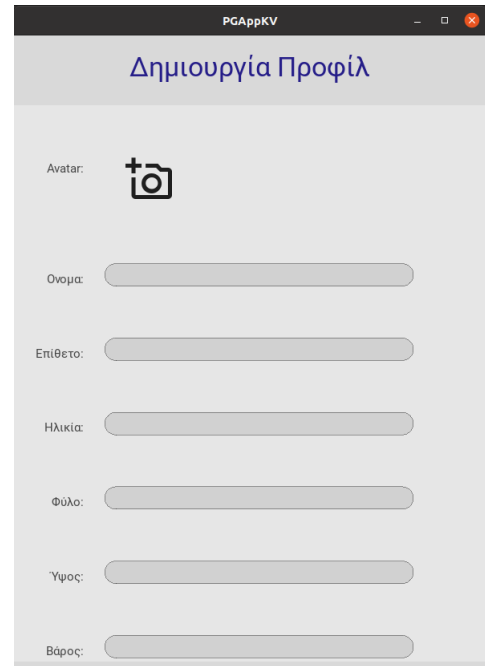 PGAppKV
Δημιουργία Προφίλ
Avatar:
Ονομα:
Επίθετο:
Ηλικία:
Φύλο:
Ύψος:
Βάρος: